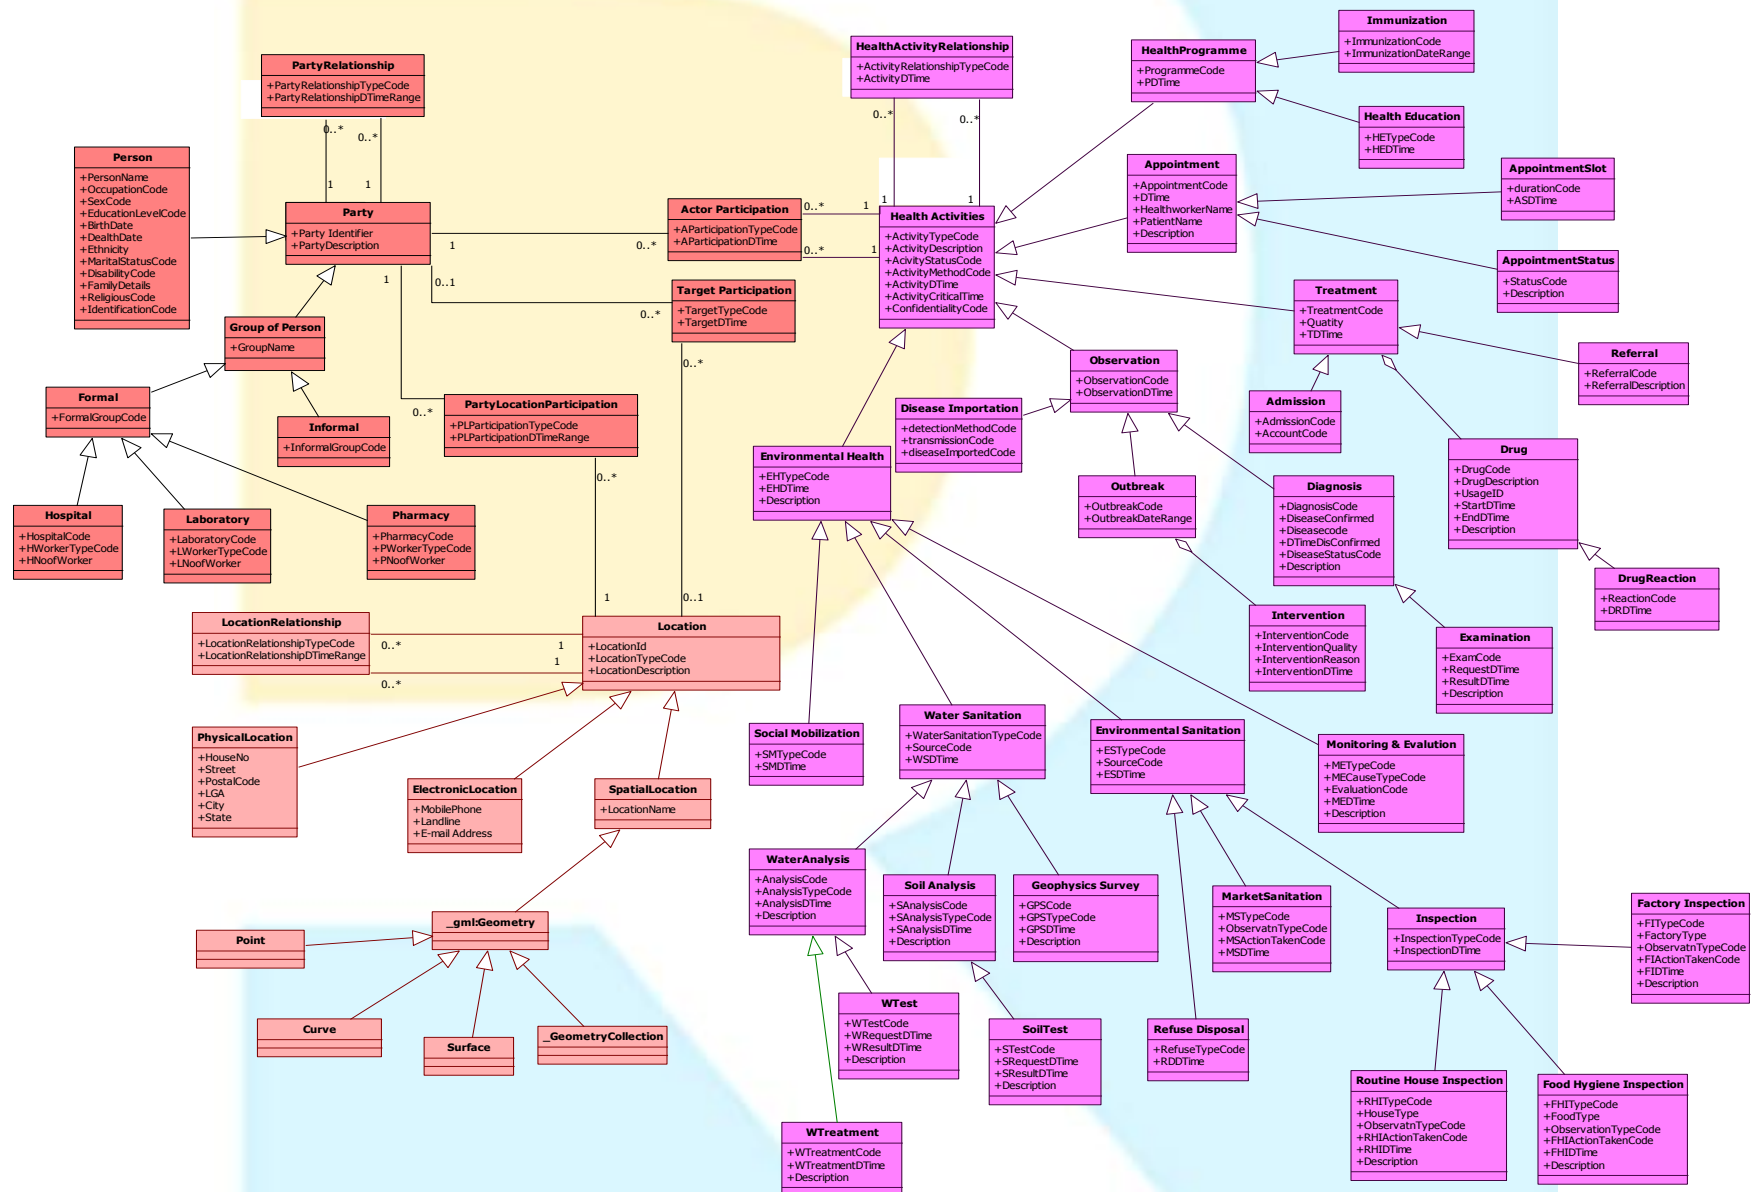 PartyRelationship
+PartyRelationshipTypeCode
+PartyRelationshipDTimeRange
0..*
0..*
1
1
Person
+PersonName
+OccupationCode
+SexCode
+EducationLevelCode
+BirthDate
+DealthDate
+Ethnicity
+MaritalStatusCode
+DisabilityCode
+FamilyDetails
+ReligiousCode
+IdentificationCode
Party
+Party Identifier
+PartyDescription
1
0..*
1
0..1
0..*
0..*
Actor Participation
+AParticipationTypeCode
+AParticipationDTime
0..*
1
0..*
1
Target Participation
+TargetTypeCode
+TargetDTime
0..*
0..1
Group of Person
+GroupName
Formal
+FormalGroupCode
Informal
+InformalGroupCode
PartyLocationParticipation
+PLParticipationTypeCode
+PLParticipationDTimeRange
0..*
1
Hospital
+HospitalCode
+HWorkerTypeCode
+HNoofWorker
Laboratory
+LaboratoryCode
+LWorkerTypeCode
+LNoofWorker
Pharmacy
+PharmacyCode
+PWorkerTypeCode
+PNoofWorker
LocationRelationship
+LocationRelationshipTypeCode
+LocationRelationshipDTimeRange
0..*
1
1
0..*
Location
+LocationId
+LocationTypeCode
+LocationDescription
PhysicalLocation
+HouseNo
+Street
+PostalCode
+LGA
+City
+State
ElectronicLocation
+MobilePhone
+Landline
+E-mail Address
SpatialLocation
+LocationName
_gml:Geometry
Point
Curve
Surface
_GeometryCollection
HealthActivityRelationship
+ActivityRelationshipTypeCode
+ActivityDTime
0..*
0..*
1
1
Health Activities
+ActivityTypeCode
+ActivityDescription
+AcivityStatusCode
+ActivityMethodCode
+ActivityDTime
+ActivityCriticalTime
+ConfidentialityCode
HealthProgramme
+ProgrammeCode
+PDTime
Immunization
+ImmunizationCode
+ImmunizationDateRange
Health Education
+HETypeCode
+HEDTime
Appointment
+AppointmentCode
+DTime
+HealthworkerName
+PatientName
+Description
AppointmentSlot
+durationCode
+ASDTime
AppointmentStatus
+StatusCode
+Description
Treatment
+TreatmentCode
+Quatity
+TDTime
Referral
+ReferralCode
+ReferralDescription
Admission
+AdmissionCode
+AccountCode
Drug
+DrugCode
+DrugDescription
+UsageID
+StartDTime
+EndDTime
+Description
DrugReaction
+ReactionCode
+DRDTime
Observation
+ObservationCode
+ObservationDTime
Disease Importation
+detectionMethodCode
+transmissionCode
+diseaseImportedCode
Outbreak
+OutbreakCode
+OutbreakDateRange
Diagnosis
+DiagnosisCode
+DiseaseConfirmed
+Diseasecode
+DTimeDisConfirmed
+DiseaseStatusCode
+Description
Intervention
+InterventionCode
+InterventionQuality
+InterventionReason
+InterventionDTime
Examination
+ExamCode
+RequestDTime
+ResultDTime
+Description
Environmental Health
+EHTypeCode
+EHDTime
+Description
Social Mobilization
+SMTypeCode
+SMDTime
Water Sanitation
+WaterSanitationTypeCode
+SourceCode
+WSDTime
Environmental Sanitation
+ESTypeCode
+SourceCode
+ESDTime
Monitoring & Evalution
+METypeCode
+MECauseTypeCode
+EvaluationCode
+MEDTime
+Description
WaterAnalysis
+AnalysisCode
+AnalysisTypeCode
+AnalysisDTime
+Description
Soil Analysis
+SAnalysisCode
+SAnalysisTypeCode
+SAnalysisDTime
+Description
Geophysics Survey
+GPSCode
+GPSTypeCode
+GPSDTime
+Description
MarketSanitation
+MSTypeCode
+ObservatnTypeCode
+MSActionTakenCode
+MSDTime
Inspection
+InspectionTypeCode
+InspectionDTime
Factory Inspection
+FITypeCode
+FactoryType
+ObservatnTypeCode
+FIActionTakenCode
+FIDTime
+Description
WTest
+WTestCode
+WRequestDTime
+WResultDTime
+Description
SoilTest
+STestCode
+SRequestDTime
+SResultDTime
+Description
Refuse Disposal
+RefuseTypeCode
+RDDTime
Routine House Inspection
+RHITypeCode
+HouseType
+ObservatnTypeCode
+RHIActionTakenCode
+RHIDTime
+Description
Food Hygiene Inspection
+FHITypeCode
+FoodType
+ObservationTypeCode
+FHIActionTakenCode
+FHIDTime
+Description
WTreatment
+WTreatmentCode
+WTreatmentDTime
+Description